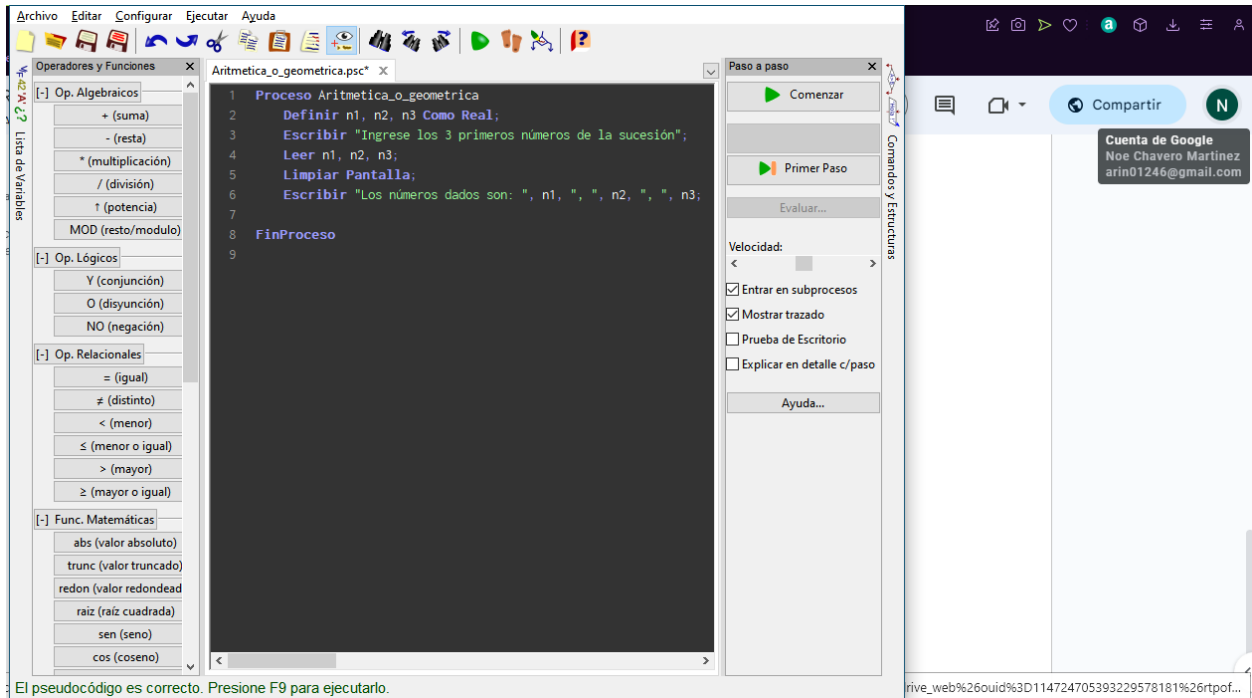 Archivo Editar Configurar Ejecutar Ayuda
Operadores y Funciones X
[-] Op. Algebraicos
+ (suma)
- (resta)
* (multiplicación)
/ (división)
↑ (potencia)
MOD (resto/modulo)
[-] Op. Lógicos
Y (conjunción)
O (disyunción)
NO (negación)
[-] Op. Relacionales
= (igual)
≠ (distinto)
< (menor)
≤ (menor o igual)
> (mayor)
≥ (mayor o igual)
[-] Func. Matemáticas
abs (valor absoluto)
trunc (valor truncado)
redon (valor redondead
raiz (raíz cuadrada)
sen (seno)
cos (coseno)
*+42'A'¿?
Lista de Variables
Aritmetica_o_geometrica.psc* X
1 Proceso Aritmetica_o_geometrica
2 Definir n1, n2, n3 Como Real;
3 Escribir "Ingrese los 3 primeros números de la sucesión";
4 Leer n1, n2, n3;
5 Limpiar Pantalla;
6 Escribir "Los números dados son: ", n1, ", ", n2, ", ", n3;
7
8 FinProceso
9
Paso a paso X
Comenzar
Primer Paso
Evaluar...
Velocidad:
Entrar en subprocesos
Mostrar trazado
Prueba de Escritorio
Explicar en detalle c/paso
Ayuda...
Comandos y Estructuras
El pseudocódigo es correcto. Presione F9 para ejecutarlo.
a
Compartir
N
Cuenta de Google
Noe Chavero Martinez
arin01246@gmail.com
rive_web%26ouid%3D114724705393229578181%26rtpof...